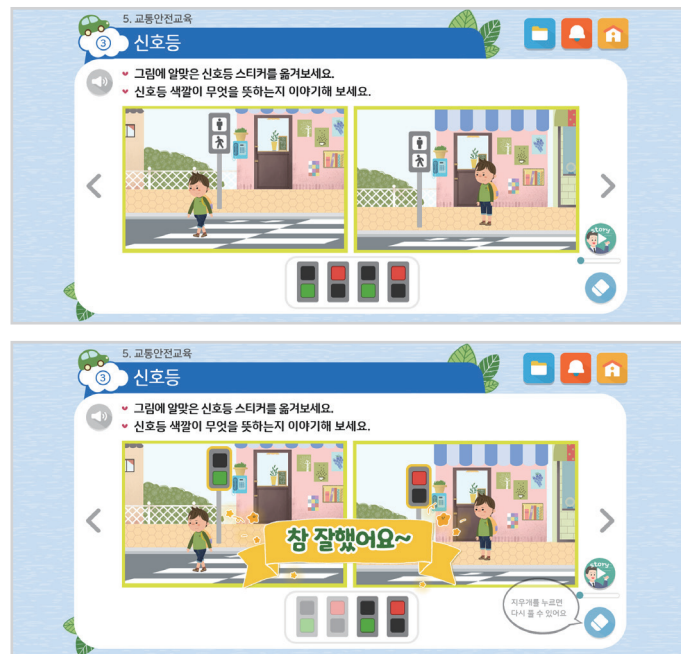 5. 교통안전교육
3 신호등
그림에 알맞은 신호등 스티커를 옮겨보세요.
신호등 색깔이 무엇을 뜻하는지 이야기해 보세요.
story
5. 교통안전교육
3 신호등
그림에 알맞은 신호등 스티커를 옮겨보세요.
신호등 색깔이 무엇을 뜻하는지 이야기해 보세요.
참 잘했어요~
story
지우개를 누르면
다시 풀 수 있어요